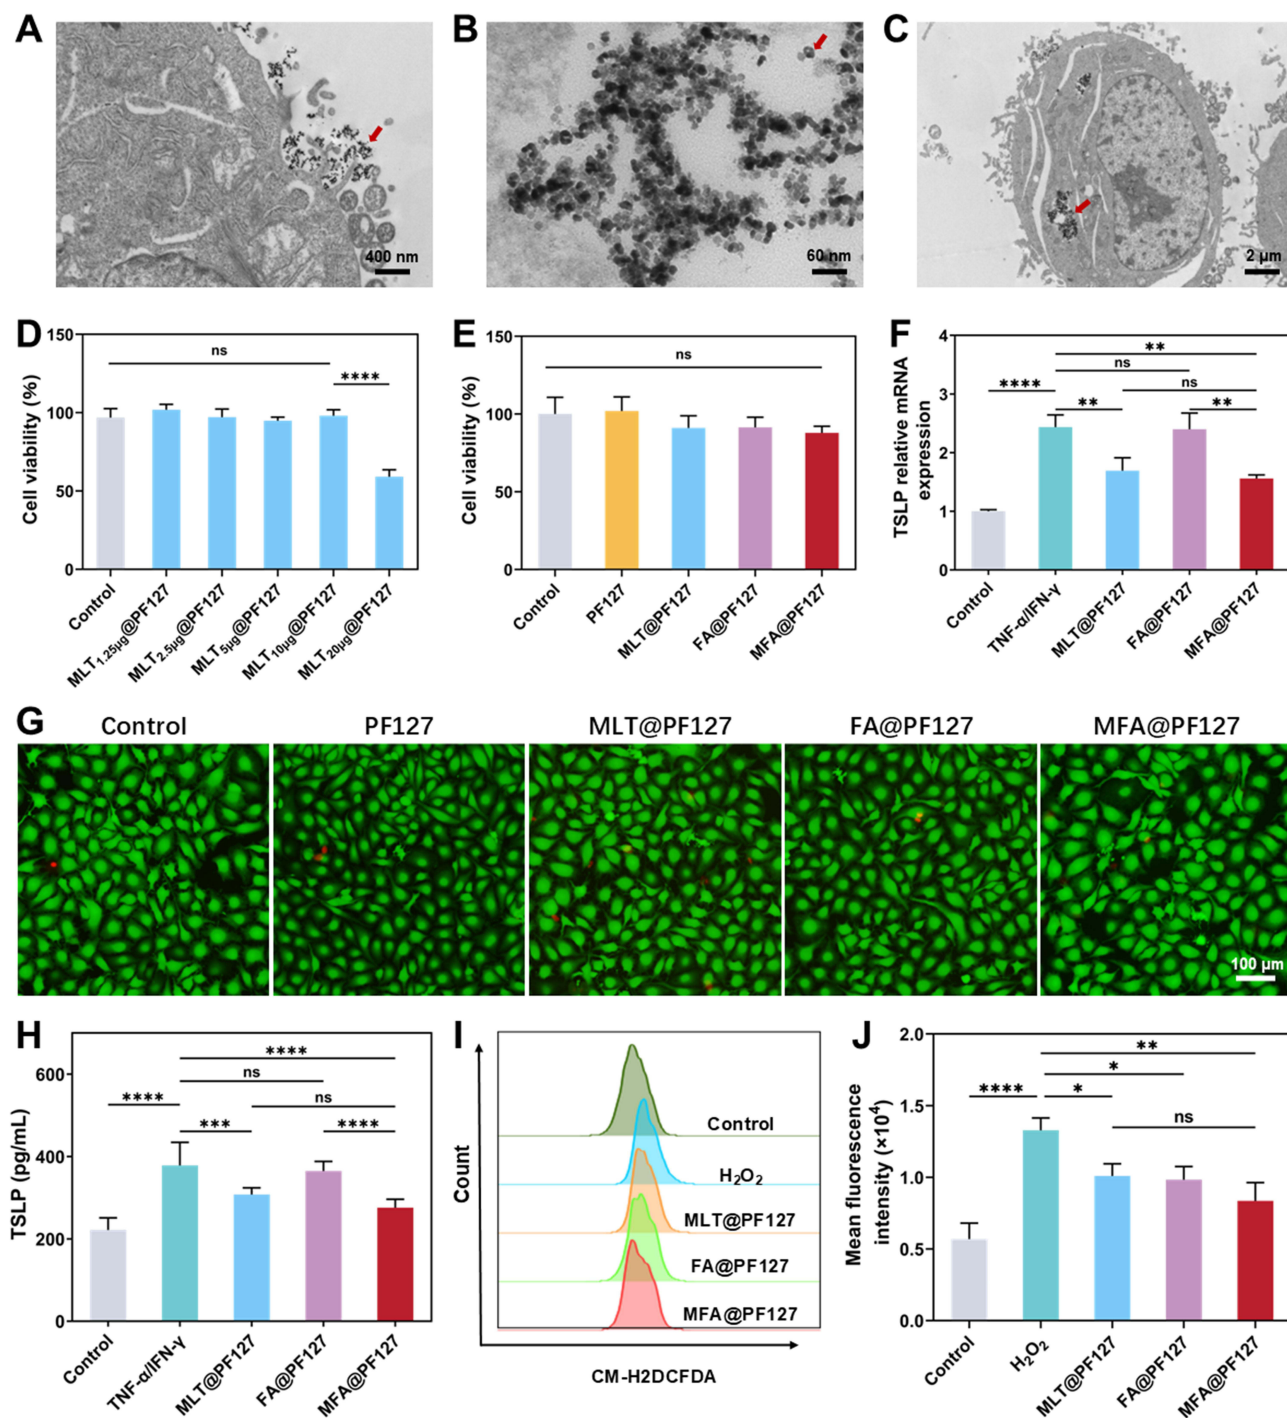 A
B
C
400 nm
60 nm
2 µm
D
Cell viability (%)
150
100
50
0
ns
****
Control
MLT1.25µg@PF127
MLT2.5µg@PF127
MLT5µg@PF127
MLT10µg@PF127
MLT20µg@PF127
E
Cell viability (%)
150
100
50
0
ns
Control
PF127
MLT@PF127
FA@PF127
MFA@PF127
F
TSLP relative mRNA
expression
4
3
2
1
0
**
ns
ns
****
**
**
Control
TNF-α/IFN-γ
MLT@PF127
FA@PF127
MFA@PF127
G
Control
PF127
MLT@PF127
FA@PF127
MFA@PF127
100 µm
H
TSLP (pg/mL)
600
400
200
0
****
ns
ns
****
***
****
Control
TNF-α/IFN-γ
MLT@PF127
FA@PF127
MFA@PF127
I
Count
Control
H2O2
MLT@PF127
FA@PF127
MFA@PF127
CM-H2DCFDA
J
Mean fluorescence
intensity (×10⁴)
2.0
1.5
1.0
0.5
0.0
**
*
****
*
ns
Control
H2O2
MLT@PF127
FA@PF127
MFA@PF127